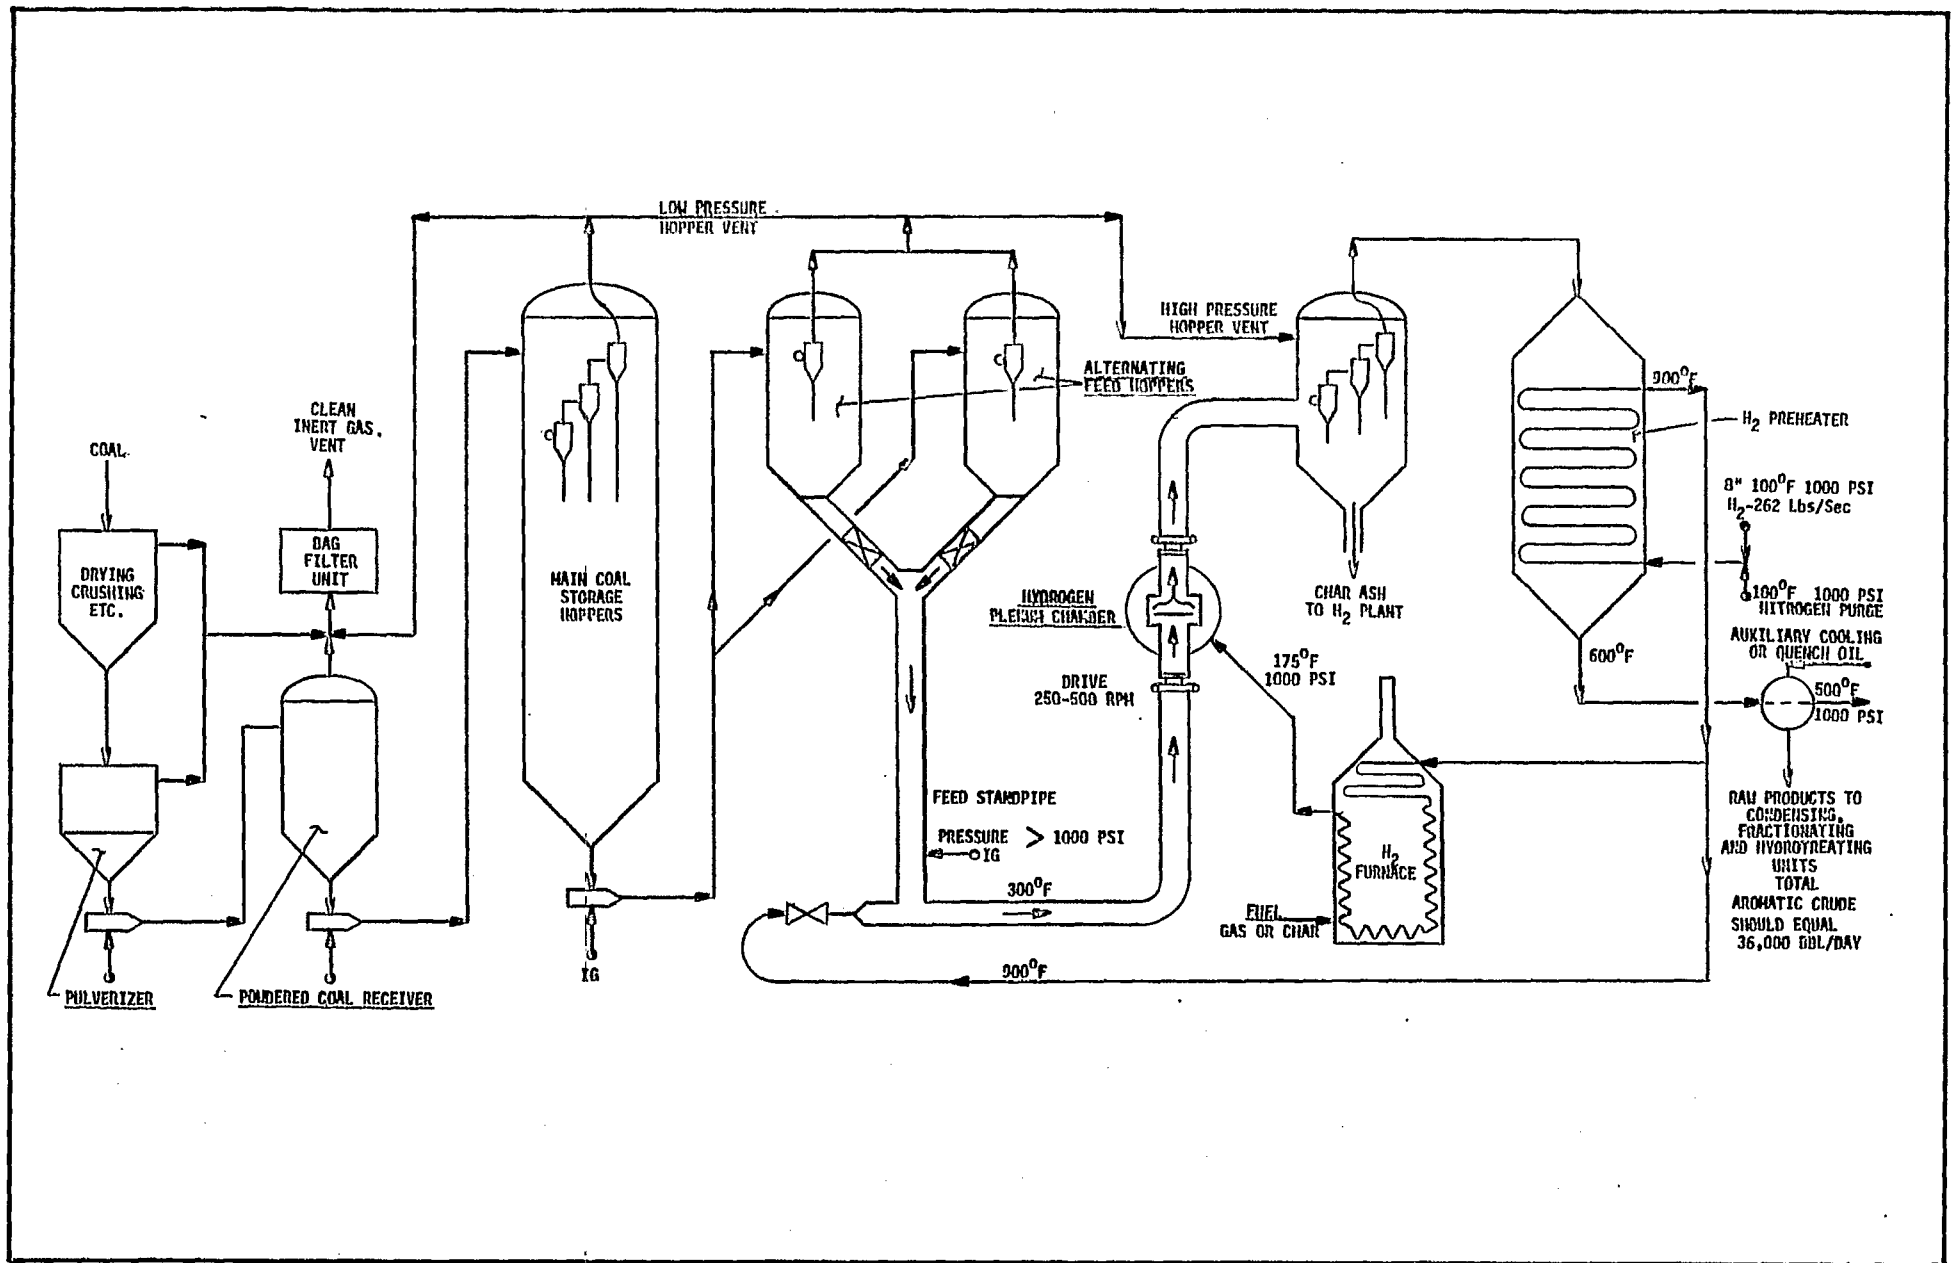 LOW PRESSURE
HOPPER VENT
HIGH PRESSURE
HOPPER VENT
ALTERNATING
FEED HOPPERS
CLEAN
INERT GAS.
VENT
COAL
DRYING
CRUSHING
ETC.
BAG
FILTER
UNIT
MAIN COAL
STORAGE
HOPPERS
900°F
H2 PREHEATER
8" 100°F 1000 PSI
H2-262 Lbs/Sec
100°F 1000 PSI
NITROGEN PURGE
CHAR ASH
TO H2 PLANT
HYDROGEN
PLENUM CHAMBER
AUXILIARY COOLING
OR QUENCH OIL
600°F
500°F
1000 PSI
175°F
1000 PSI
DRIVE
250-500 RPM
FEED STANDPIPE
PRESSURE > 1000 PSI
IG
300°F
H2
FURNACE
FUEL
GAS OR CHAR
RAW PRODUCTS TO
CONDENSING,
FRACTIONATING
AND HYDROTREATING
UNITS
TOTAL
AROMATIC CRUDE
SHOULD EQUAL
36,000 BBL/DAY
900°F
IG
PULVERIZER
POWDERED COAL RECEIVER